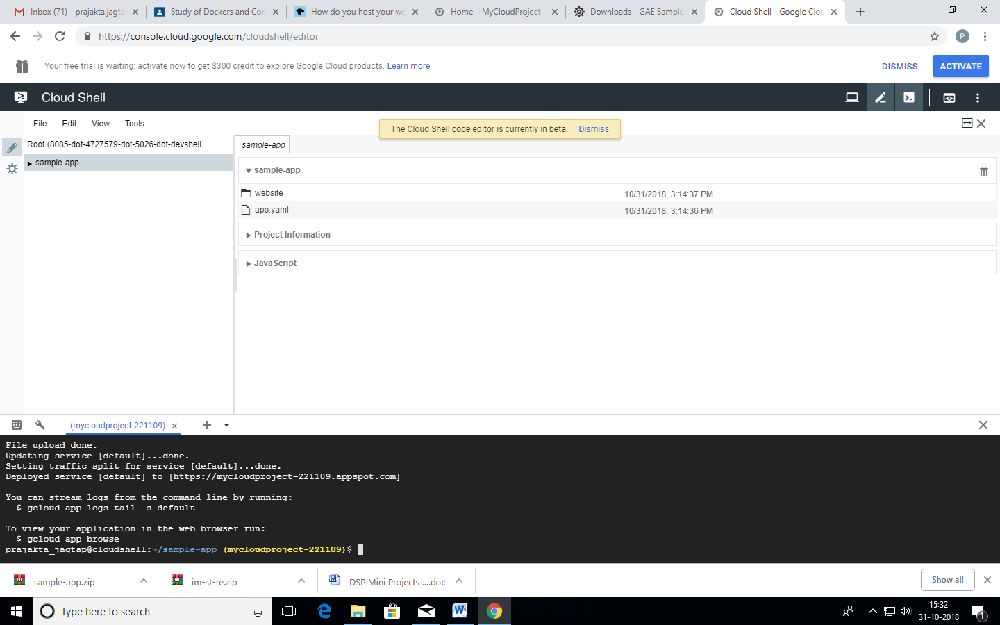 Inbox (71) - prajakta.jagta
Study of Dockers and Con
How do you host your we
Home – MyCloudProject -
Downloads - GAE Sample
Cloud Shell - Google Clou
https://console.cloud.google.com/cloudshell/editor
P
Your free trial is waiting: activate now to get $300 credit to explore Google Cloud products. Learn more
DISMISS
ACTIVATE
Cloud Shell
File Edit View Tools
The Cloud Shell code editor is currently in beta. Dismiss
Root (8085-dot-4727579-dot-5026-dot-devshell...
sample-app
sample-app
sample-app
website 10/31/2018, 3:14:37 PM
app.yaml 10/31/2018, 3:14:36 PM
Project Information
JavaScript
(mycloudproject-221109)
File upload done.
Updating service [default]...done.
Setting traffic split for service [default]...done.
Deployed service [default] to [https://mycloudproject-221109.appspot.com]
You can stream logs from the command line by running:
$ gcloud app logs tail -s default
To view your application in the web browser run:
$ gcloud app browse
prajakta_jagtap@cloudshell:~/sample-app (mycloudproject-221109)$
sample-app.zip
im-st-re.zip
DSP Mini Projects ....doc
Show all
Type here to search
15:32
31-10-2018
1